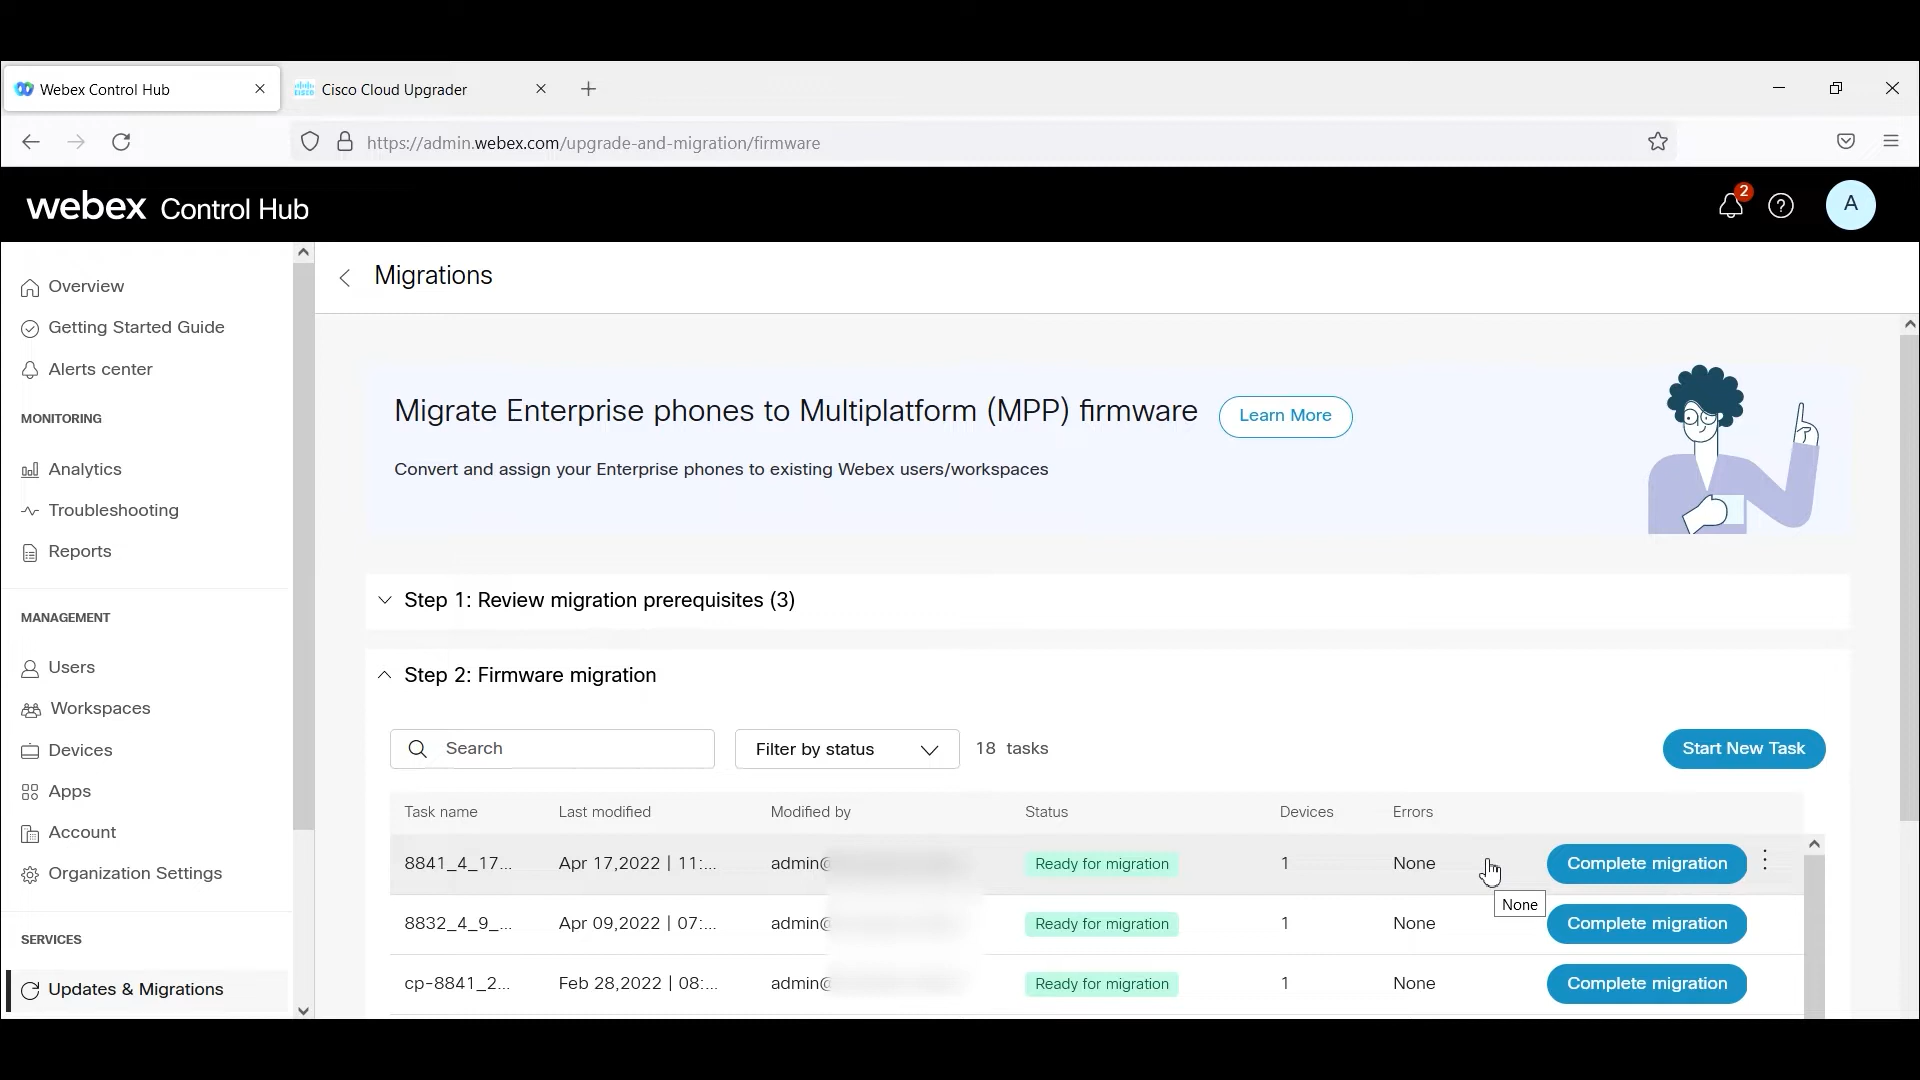 Webex Control Hub
Cisco Cloud Upgrader
https://admin.webex.com/upgrade-and-migration/firmware
webex Control Hub
2
A
Overview
Getting Started Guide
Alerts center
MONITORING
Analytics
Troubleshooting
Reports
MANAGEMENT
Users
Workspaces
Devices
Apps
Account
Organization Settings
SERVICES
Updates & Migrations
Migrations
Migrate Enterprise phones to Multiplatform (MPP) firmware
Learn More
Convert and assign your Enterprise phones to existing Webex users/workspaces
Step 1: Review migration prerequisites (3)
Step 2: Firmware migration
Search
Filter by status
18 tasks
Start New Task
Task name Last modified Modified by Status Devices Errors
8841_4_17... Apr 17,2022 | 11:... admin@ Ready for migration 1 None Complete migration
None
8832_4_9_... Apr 09,2022 | 07:... admin@ Ready for migration 1 None Complete migration
cp-8841_2... Feb 28,2022 | 08:... admin@ Ready for migration 1 None Complete migration